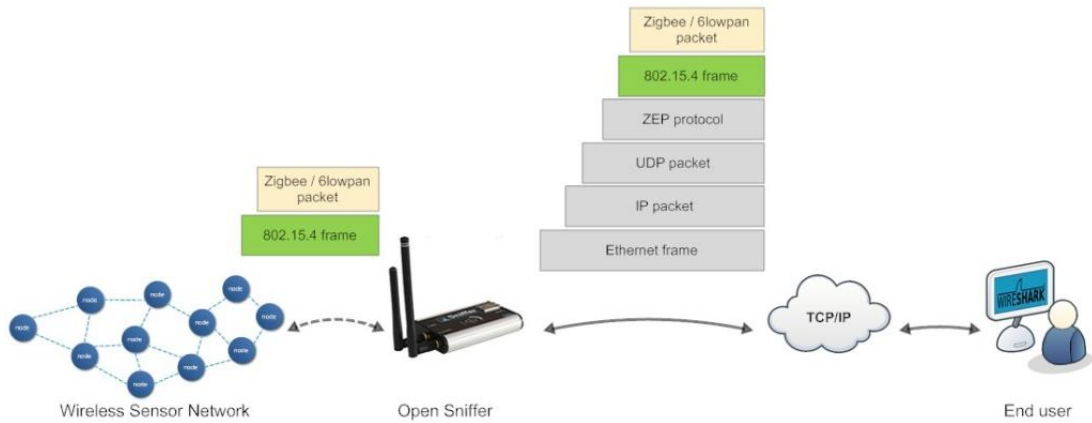 Zigbee / 6lowpan
packet
802.15.4 frame
ZEP protocol
UDP packet
IP packet
Ethernet frame
Zigbee / 6lowpan
packet
802.15.4 frame
node
node
node
node
node
node
node
node
node
node
node
Sniffer
TCP/IP
WIRESHARK
Wireless Sensor Network
Open Sniffer
End user